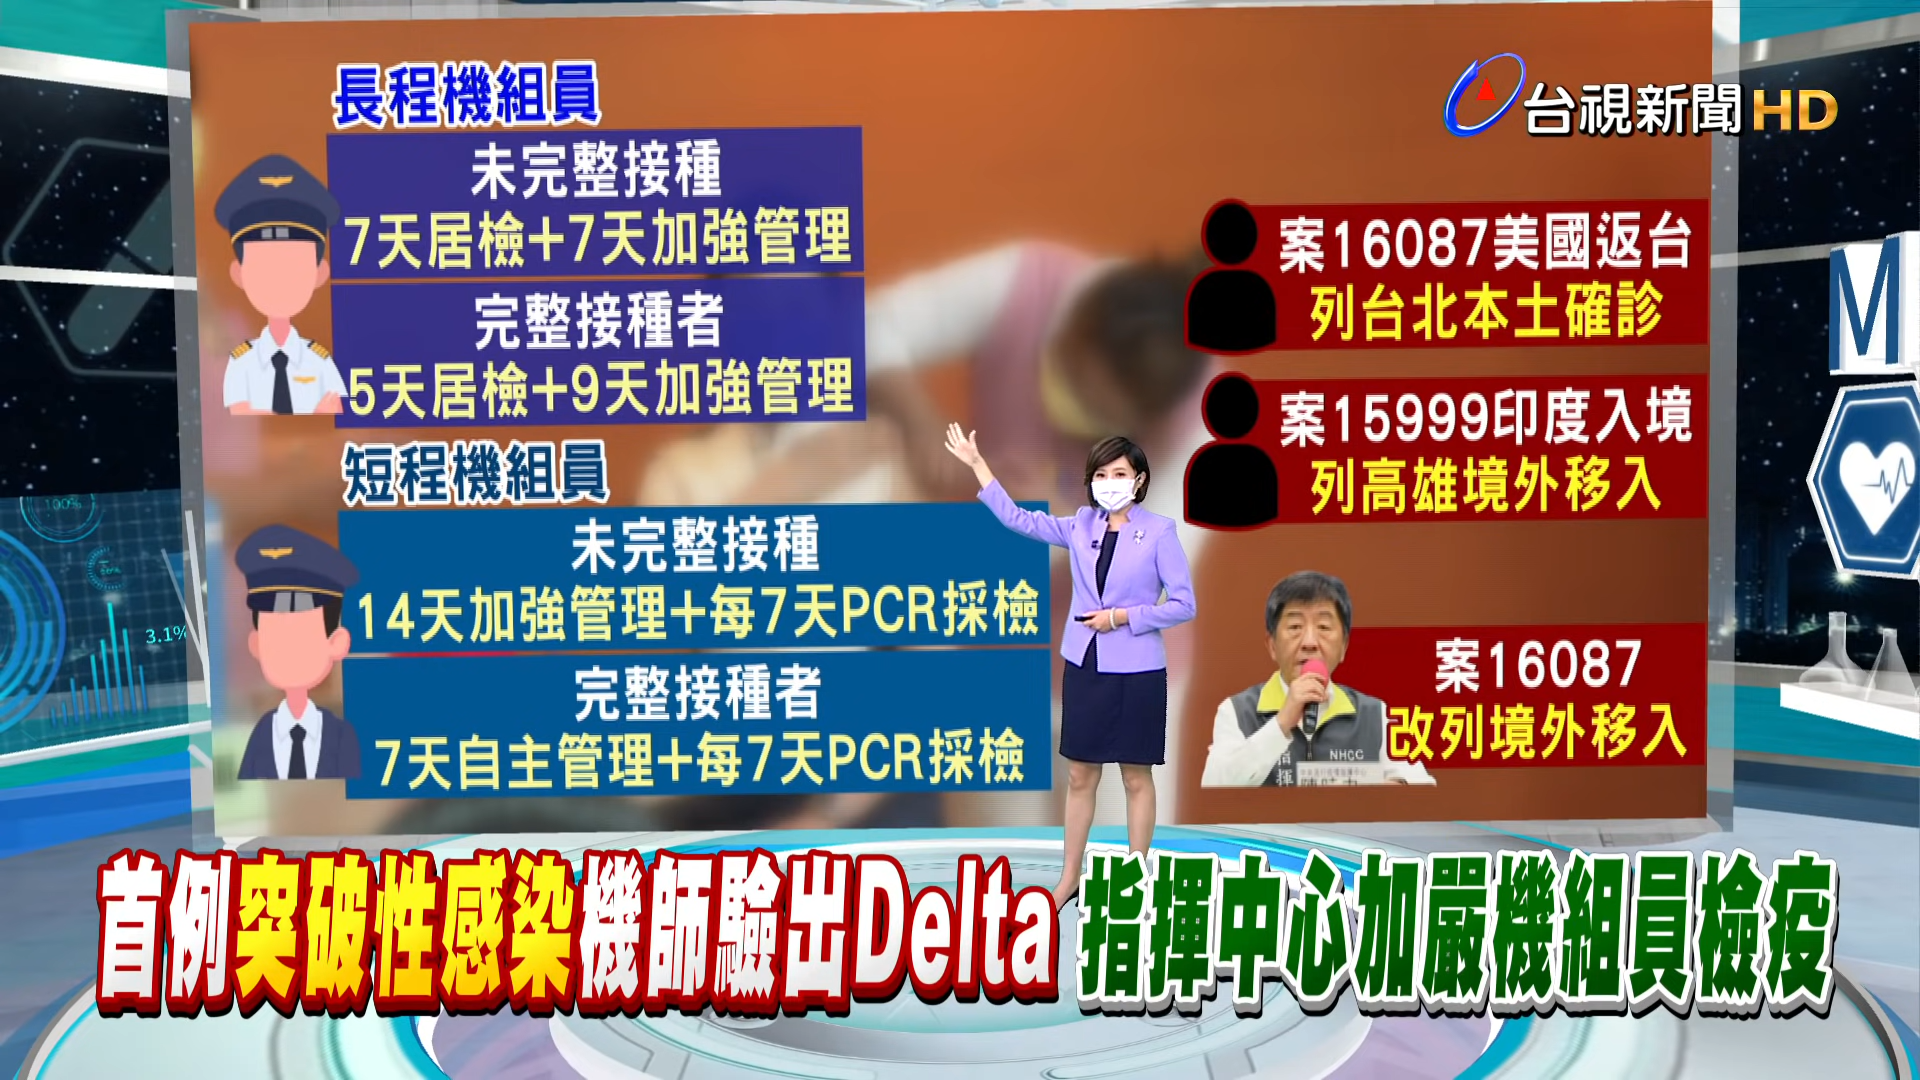 長程機組員
未完整接種
7天居檢+7天加強管理
完整接種者
5天居檢+9天加強管理
短程機組員
未完整接種
14天加強管理+每7天PCR採檢
完整接種者
7天自主管理+每7天PCR採檢
台視新聞HD
案16087美國返台
列台北本土確診
案15999印度入境
列高雄境外移入
案16087
改列境外移入
NHCC
指揮
M
100%
3.1%
首例突破性感染機師驗出Delta 指揮中心加嚴機組員檢疫